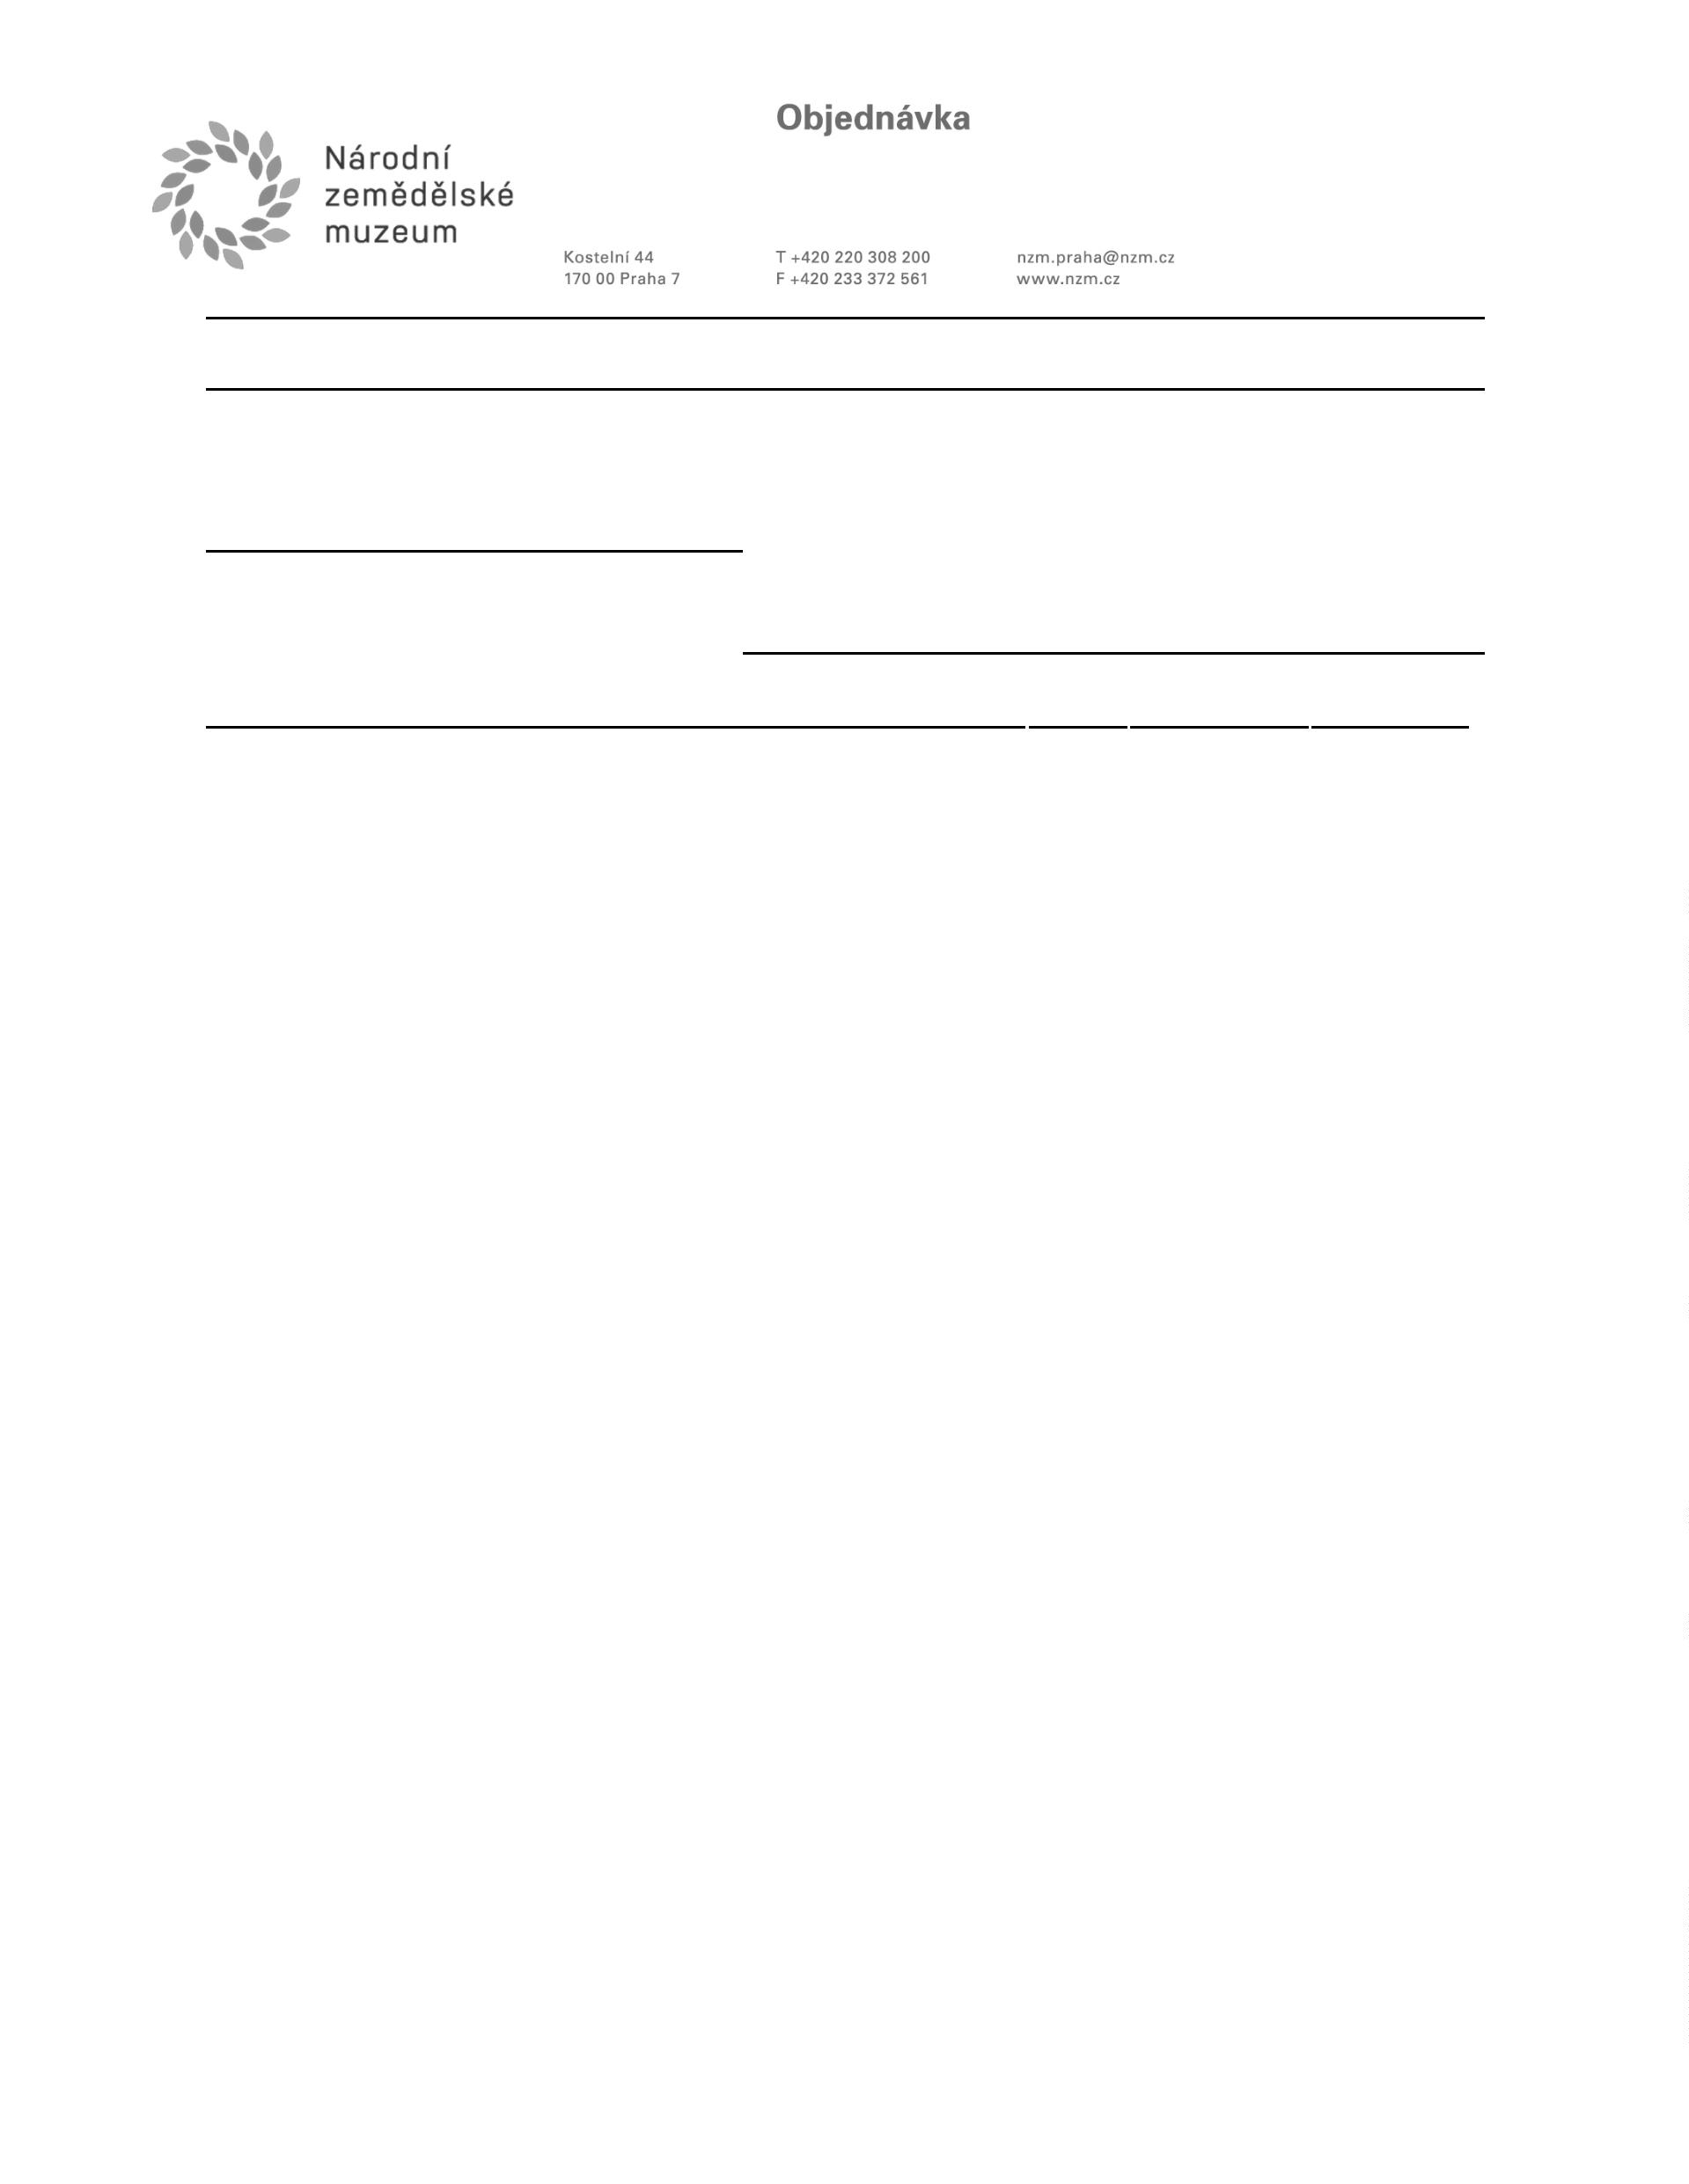 Objednávka
Národní
zemědělské
muzeum
Kostelní 44
170 00 Praha 7
T +420 220 308 200
F +420 233 372 561
nzm.praha@nzm.cz
www.nzm.cz